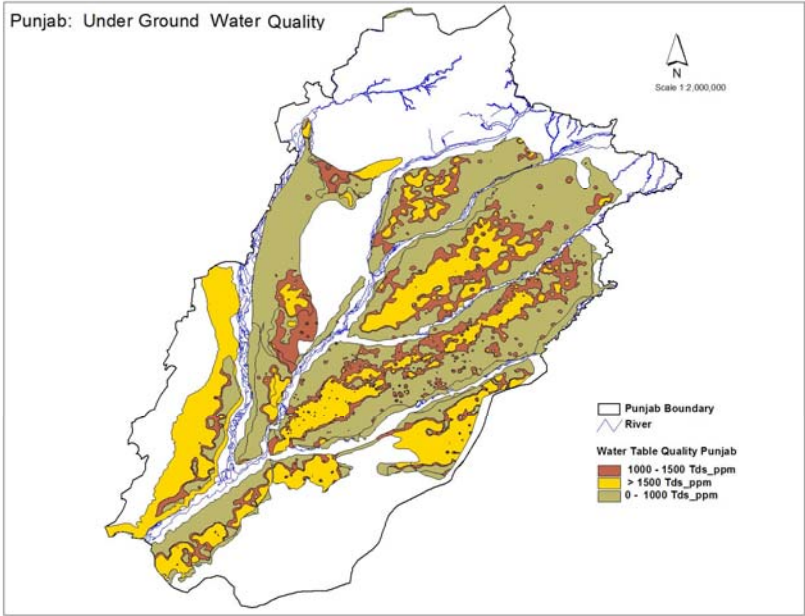 Punjab: Under Ground Water Quality
N
Scale 1:2,000,000
Punjab Boundary
River
Water Table Quality Punjab
1000 - 1500 Tds_ppm
> 1500 Tds_ppm
0 - 1000 Tds_ppm